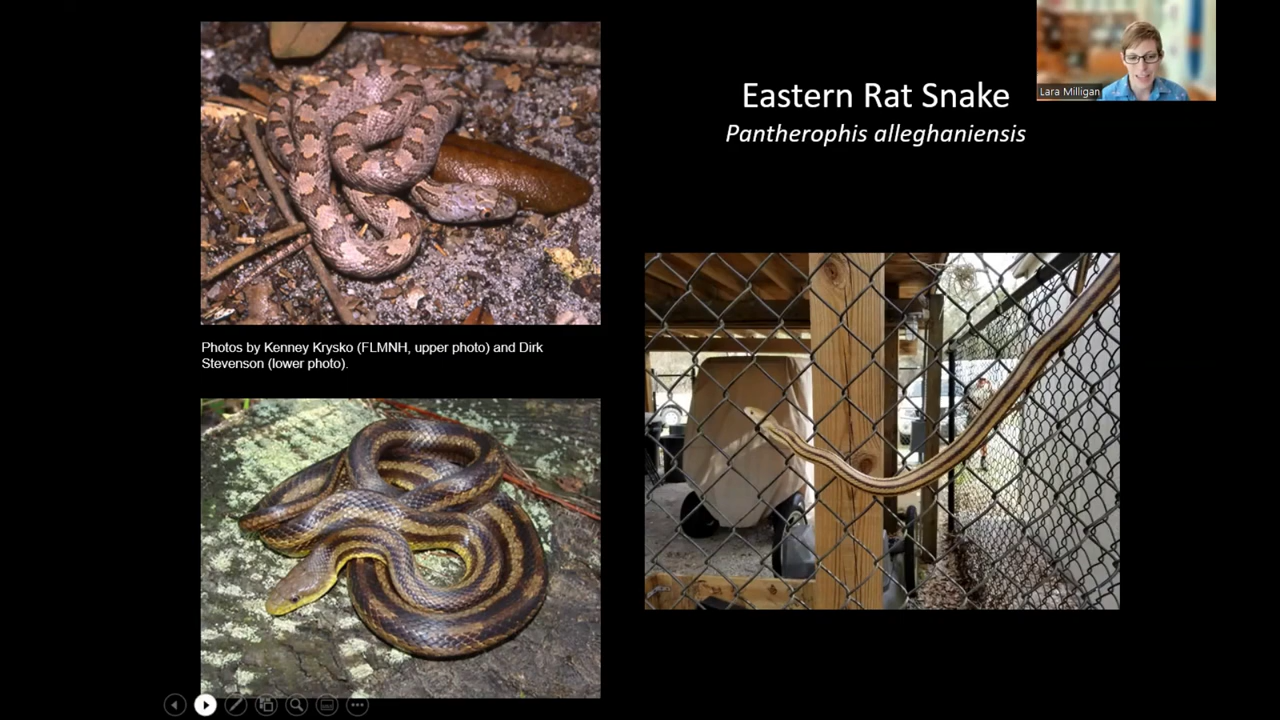 Eastern Rat Snake
Pantherophis alleghaniensis
Lara Milligan
Photos by Kenney Krysko (FLMNH, upper photo) and Dirk
Stevenson (lower photo).